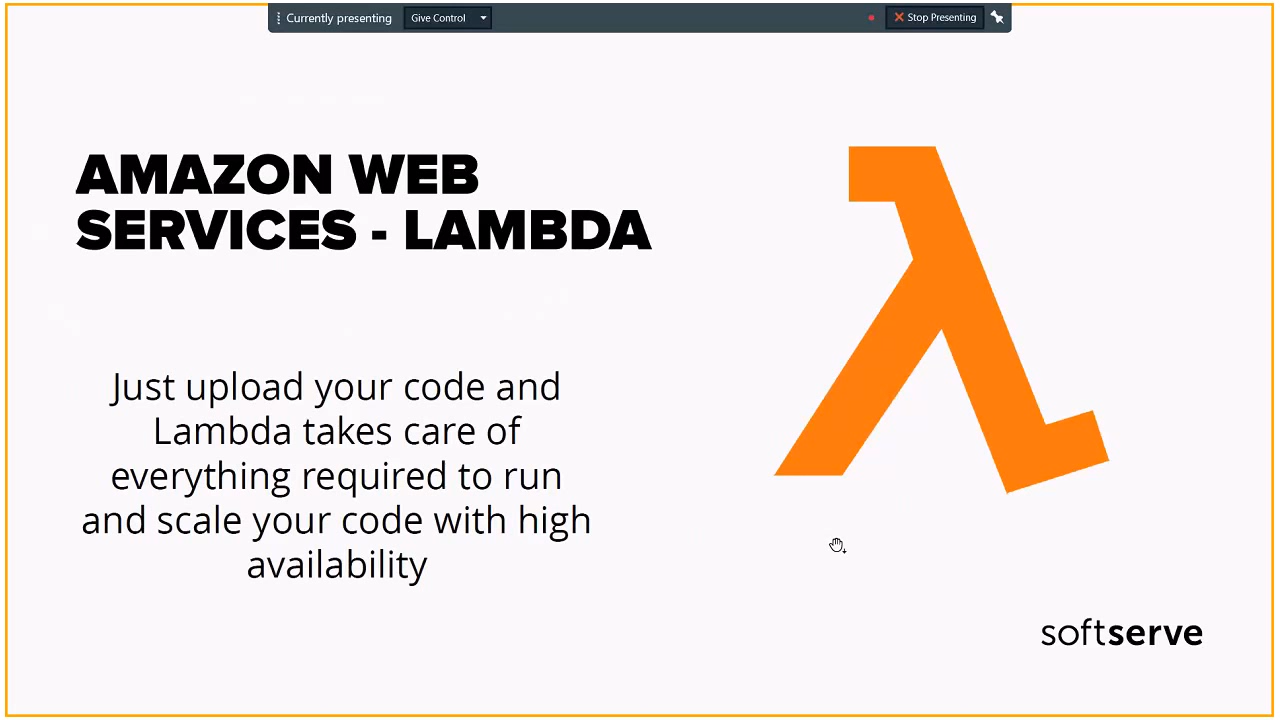 Currently presenting
Give Control
Stop Presenting
AMAZON WEB
SERVICES - LAMBDA
Just upload your code and
Lambda takes care of
everything required to run
and scale your code with high
availability
softserve